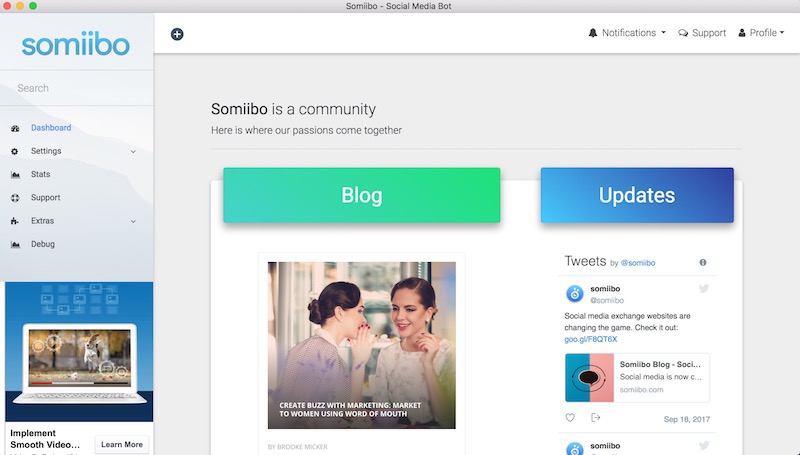 Somiibo - Social Media Bot
somiibo
Notifications
Support
Profile
Search
Dashboard
Settings
Stats
Support
Extras
Debug
Implement
Smooth Video...
Learn More
Somiibo is a community
Here is where our passions come together
Blog
Updates
CREATE BUZZ WITH MARKETING: MARKET
TO WOMEN USING WORD OF MOUTH
BY BROOKE MICKER
Tweets by @somiibo
somiibo
@somiibo
Social media exchange websites are
changing the game. Check it out:
goo.gl/F8QT6X
Somiibo Blog - Soci...
Social media is now c...
somiibo.com
Sep 18, 2017
somiibo